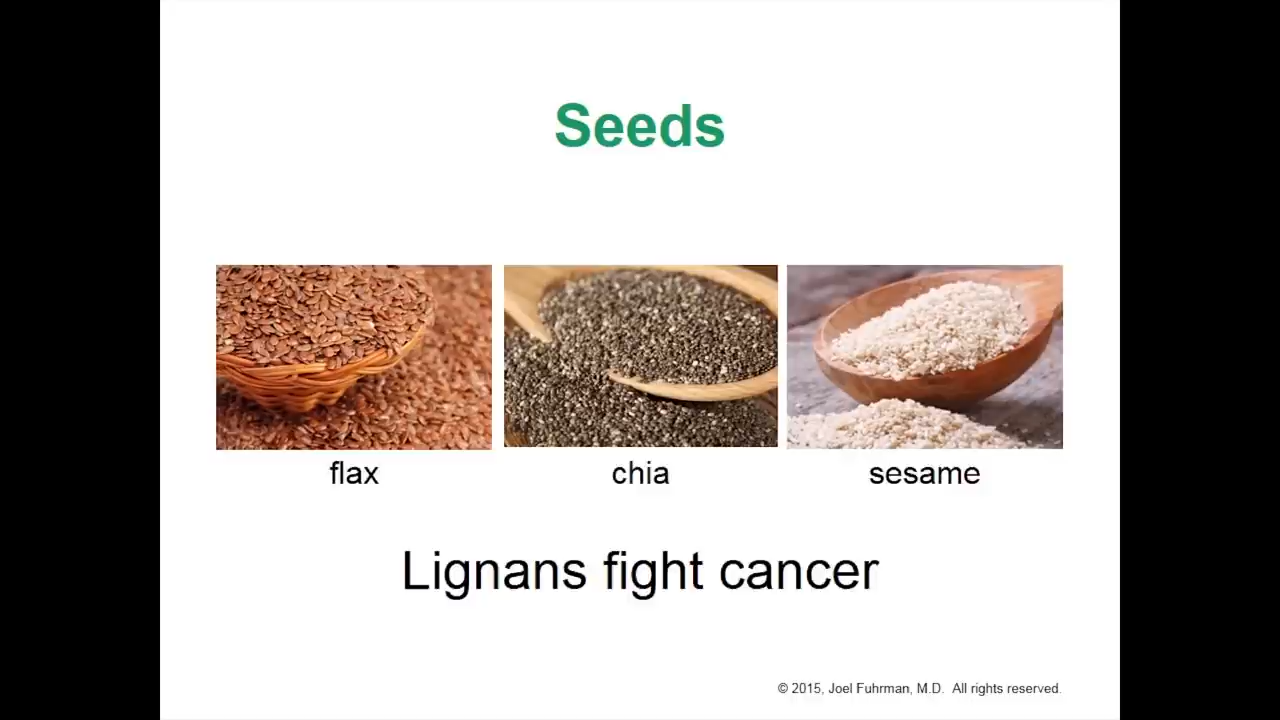 Seeds
flax
chia
sesame
Lignans fight cancer
© 2015, Joel Fuhrman, M.D. All rights reserved.